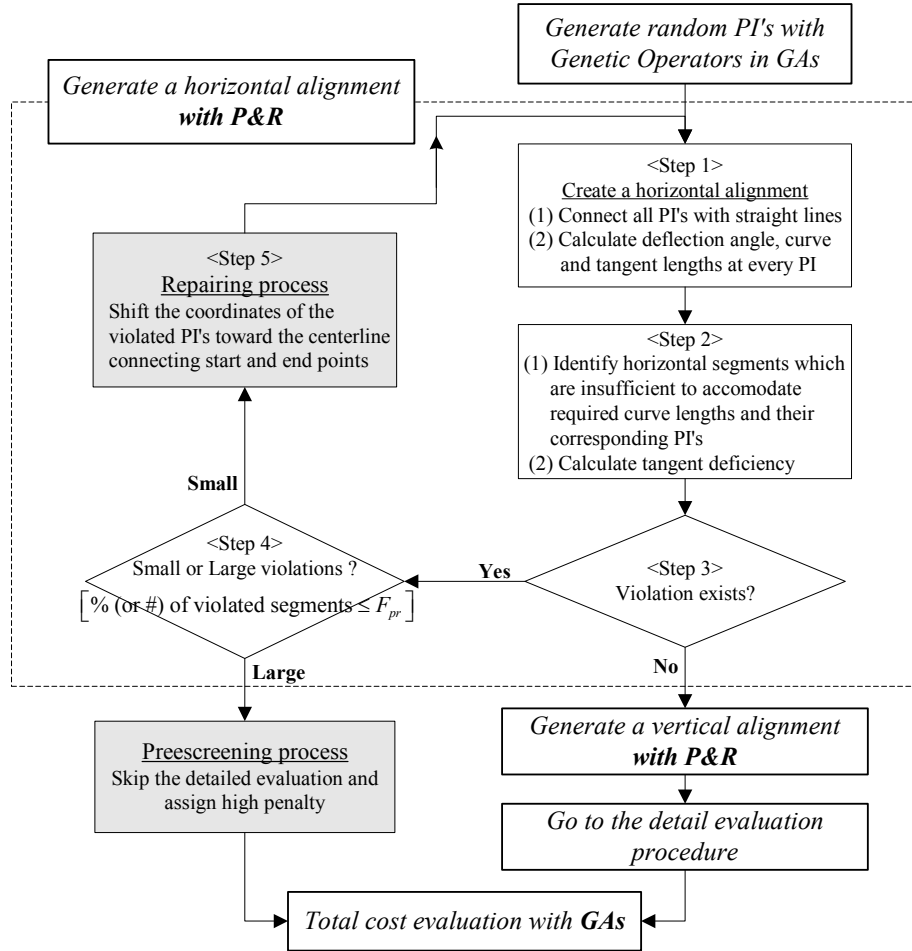 Generate random PI's with
Genetic Operators in GAs
Generate a horizontal alignment
with P&R
<Step 1>
Create a horizontal alignment
(1) Connect all PI's with straight lines
(2) Calculate deflection angle, curve
and tangent lengths at every PI
<Step 5>
Repairing process
Shift the coordinates of the
violated PI's toward the centerline
connecting start and end points
<Step 2>
(1) Identify horizontal segments which
are insufficient to accomodate
required curve lengths and their
corresponding PI's
(2) Calculate tangent deficiency
Small
<Step 4>
Small or Large violations ?
[% (or #) of violated segments ≤ F_pr]
Yes
<Step 3>
Violation exists?
Large
No
Preescreening process
Skip the detailed evaluation and
assign high penalty
Generate a vertical alignment
with P&R
Go to the detail evaluation
procedure
Total cost evaluation with GAs